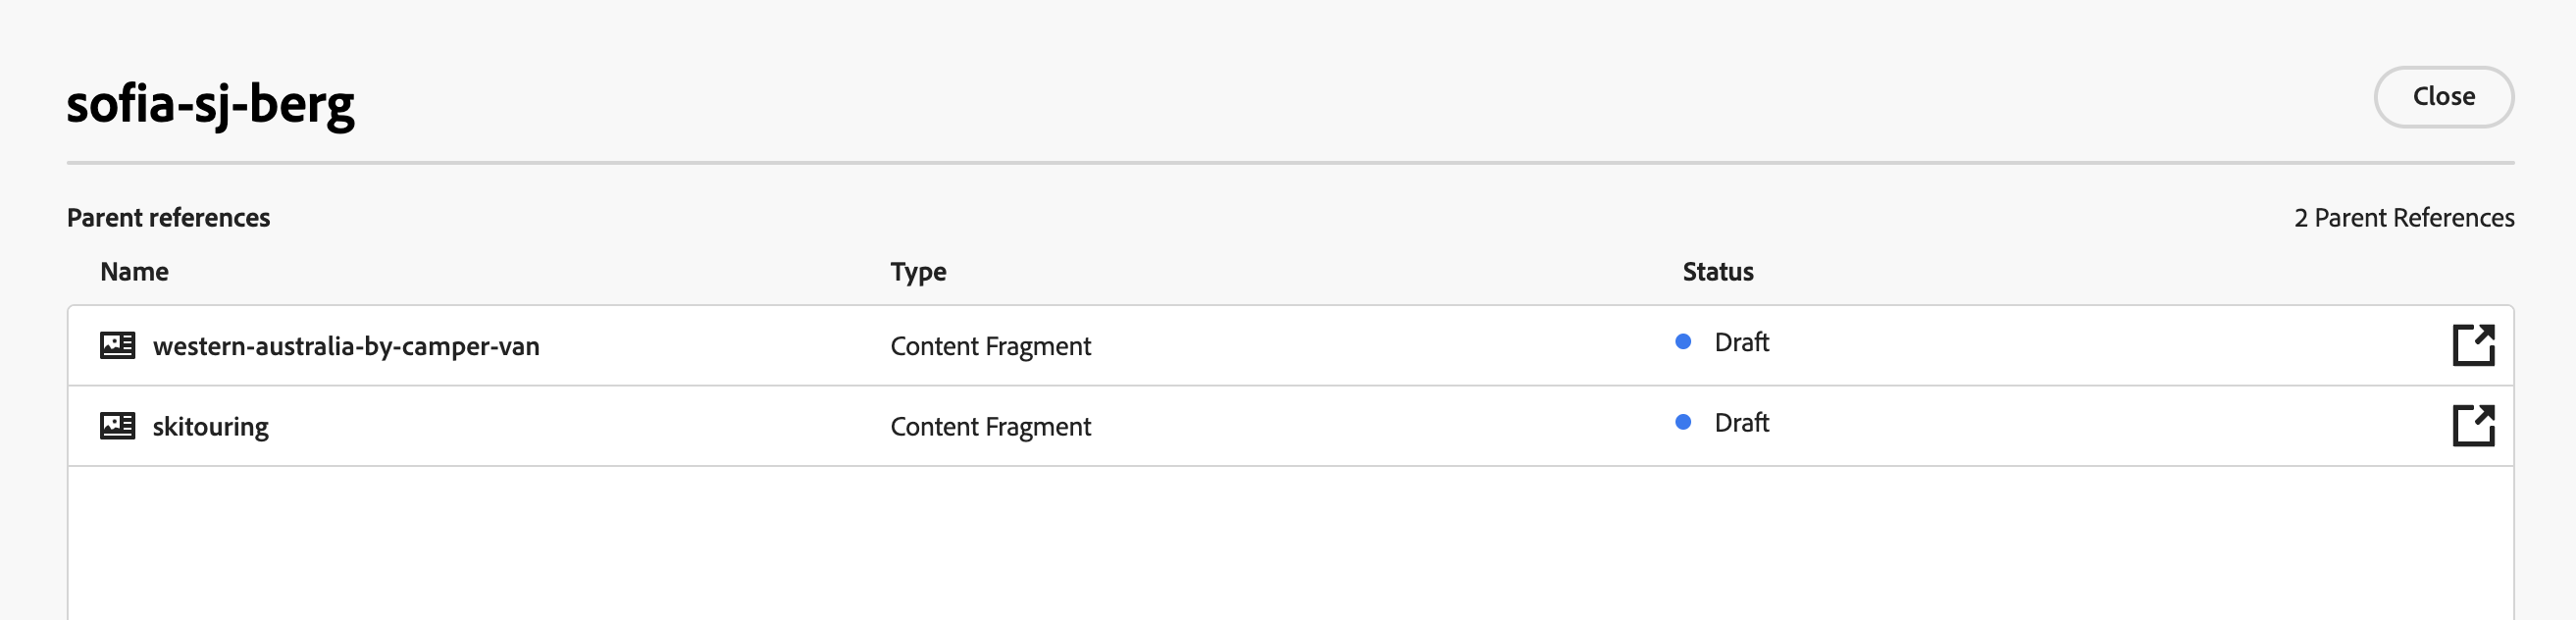 sofia-sj-berg
Close
Parent references
2 Parent References
Name Type Status
western-australia-by-camper-van Content Fragment Draft
skitouring Content Fragment Draft